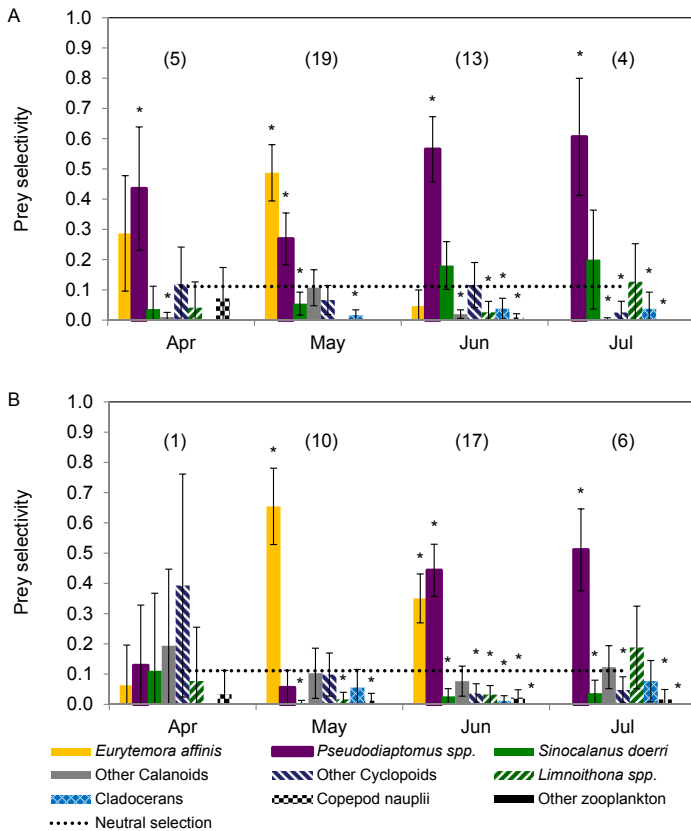 A
1.0
0.9
0.8
0.7
0.6
0.5
0.4
0.3
0.2
0.1
0.0
Prey selectivity
(5) (19) (13) (4)
* * * * * * * * * * * * * * * * *
Apr May Jun Jul
B
1.0
0.9
0.8
0.7
0.6
0.5
0.4
0.3
0.2
0.1
0.0
Prey selectivity
(1) (10) (17) (6)
* * * * * * * * * * * * * * * *
Apr May Jun Jul
Eurytemora affinis Pseudodiaptomus spp. Sinocalanus doerri
Other Calanoids Other Cyclopoids Limnoithona spp.
Cladocerans Copepod nauplii Other zooplankton
Neutral selection